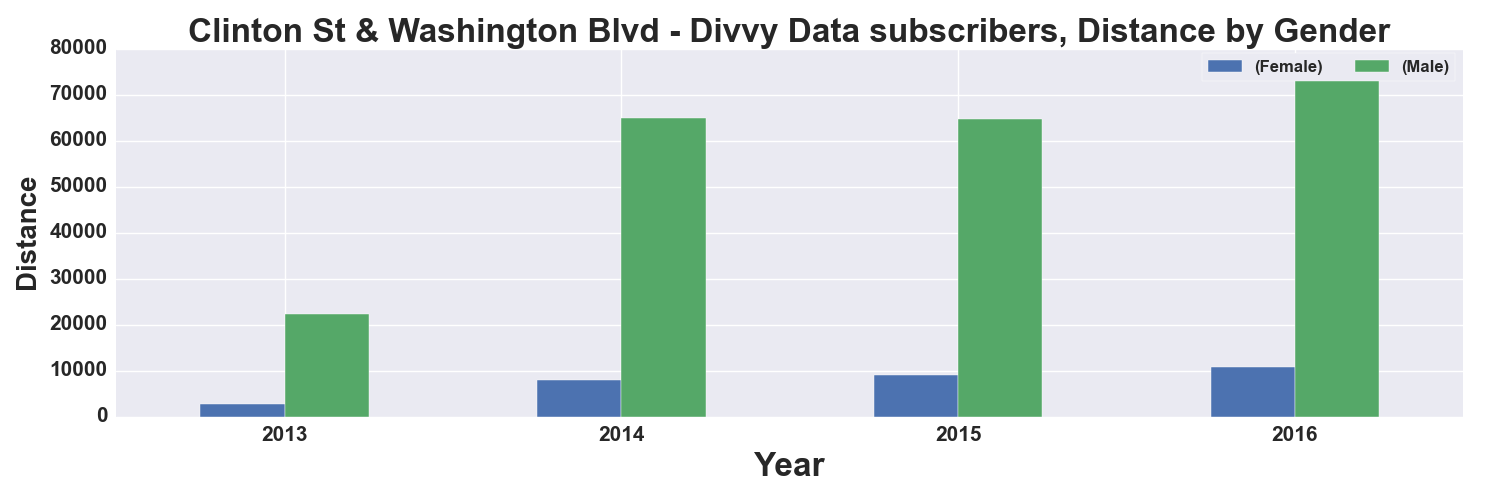 Clinton St & Washington Blvd - Divvy Data subscribers, Distance by Gender
(Female) (Male)
80000
70000
60000
50000
40000
30000
20000
10000
0
Distance
2013 2014 2015 2016
Year